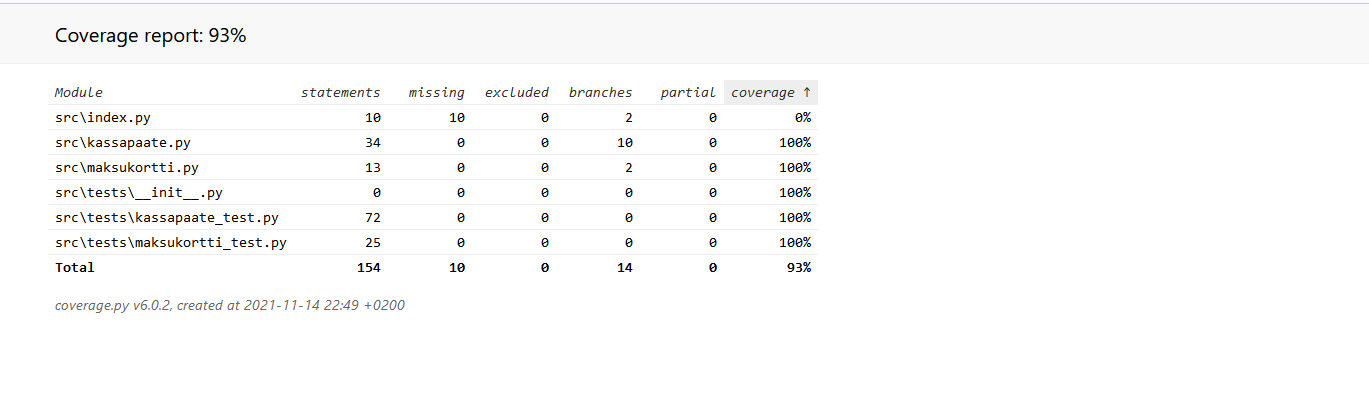 Coverage report: 93%
Module statements missing excluded branches partial coverage ↑
src\index.py 10 10 0 2 0 0%
src\kassapaate.py 34 0 0 10 0 100%
src\maksukortti.py 13 0 0 2 0 100%
src\tests\__init__.py 0 0 0 0 0 100%
src\tests\kassapaate_test.py 72 0 0 0 0 100%
src\tests\maksukortti_test.py 25 0 0 0 0 100%
Total 154 10 0 14 0 93%
coverage.py v6.0.2, created at 2021-11-14 22:49 +0200